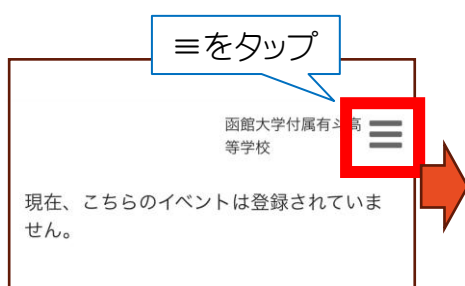 ≡をタップ
函館大学付属有斗高
等学校
現在、こちらのイベントは登録されていま
せん。